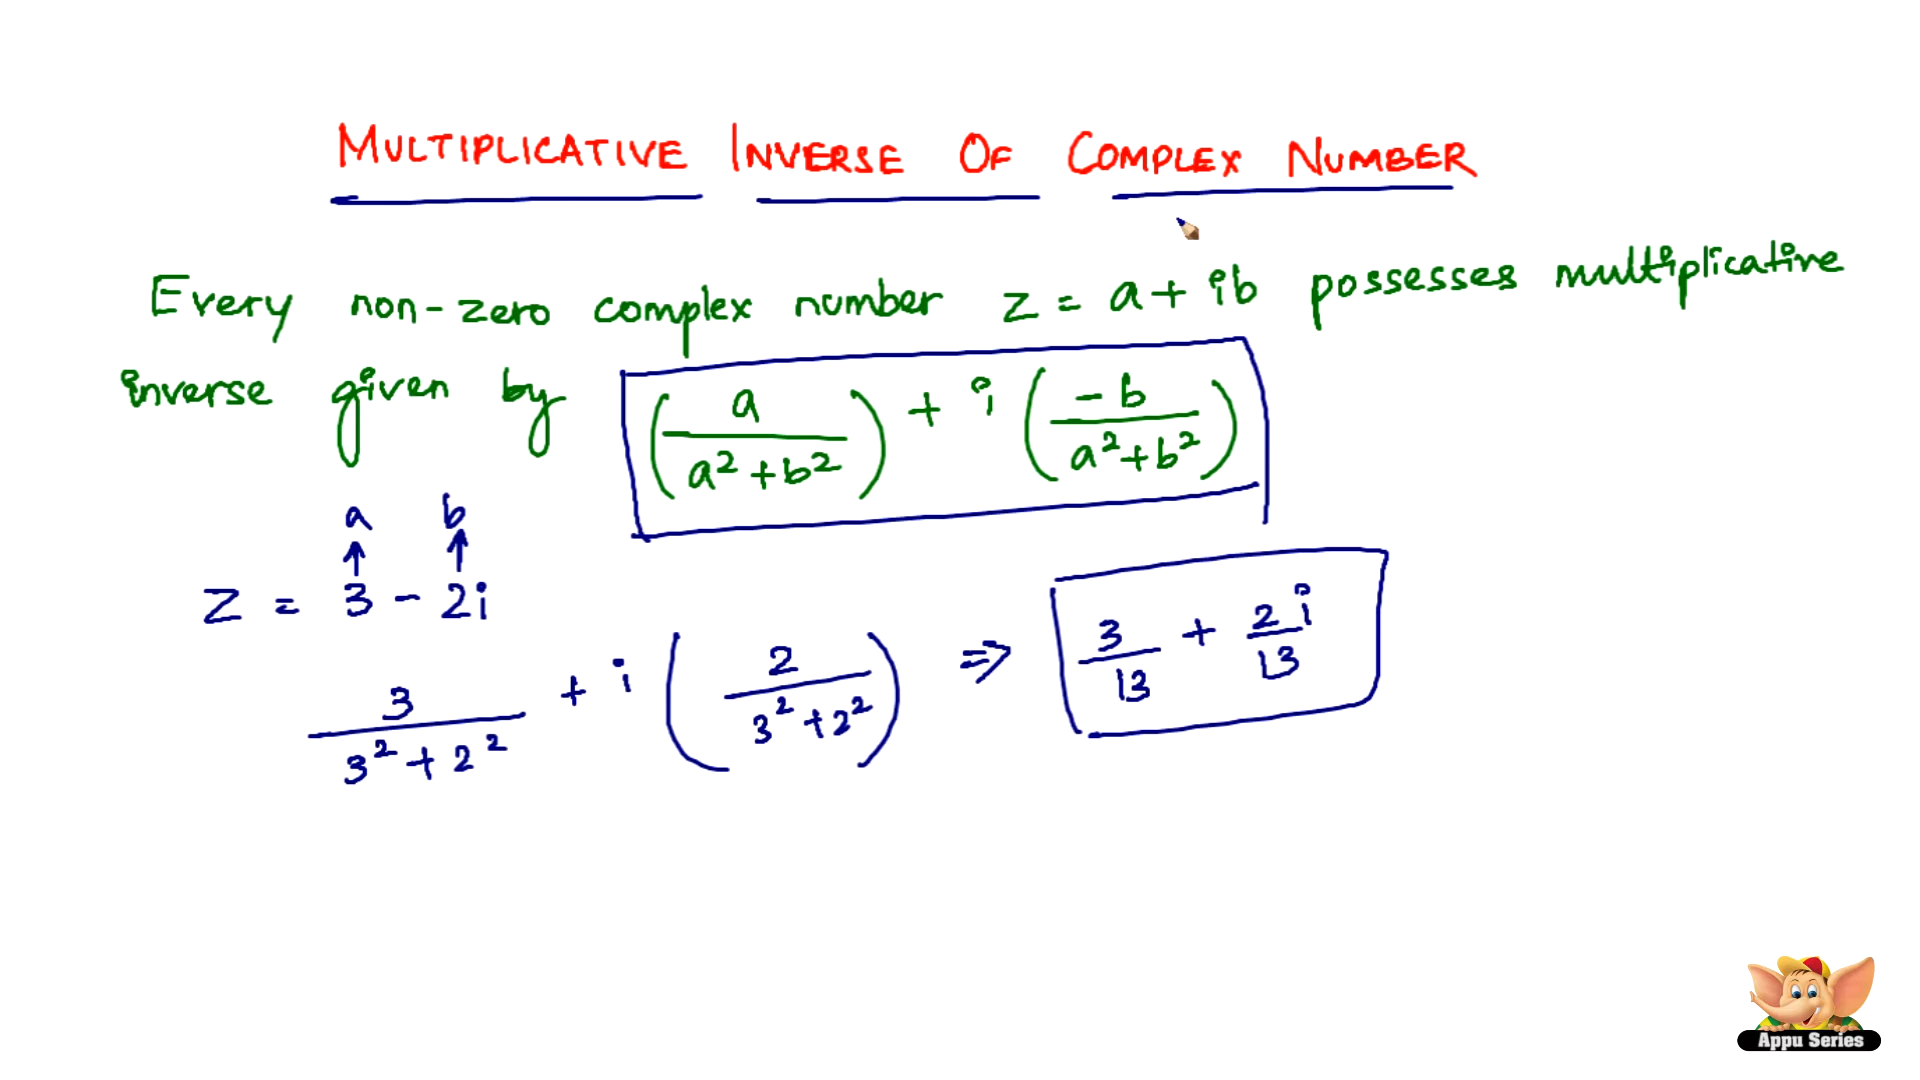 MULTIPLICATIVE INVERSE OF COMPLEX NUMBER
Every non-zero complex number z = a + ib possesses multiplicative
inverse given by (a/(a²+b²)) + i (-b/(a²+b²))
a b
↑ ↑
Z = 3 - 2i
3/(3²+2²) + i (2/(3²+2²)) ⇒ 3/13 + 2i/13
Appu Series